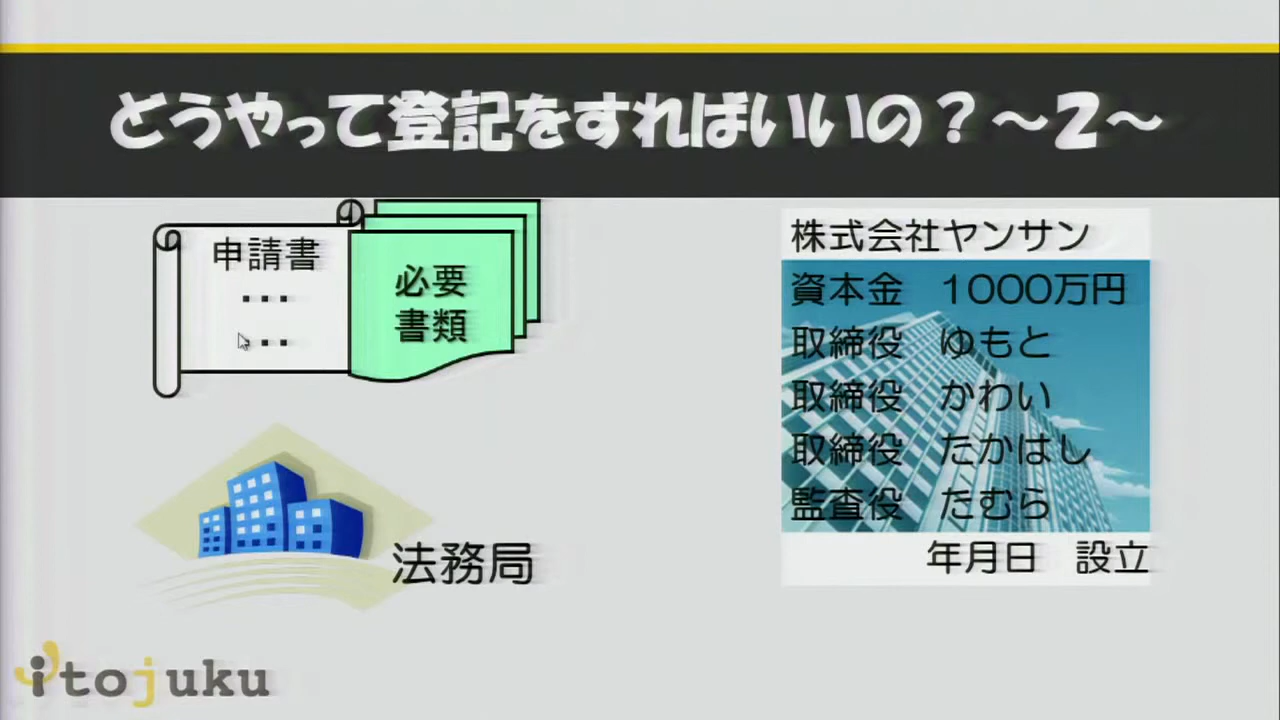 どうやって登記をすればいいの？～２～
申請書
・・・
・・・
必要
書類
法務局
株式会社ヤンサン
資本金　１０００万円
取締役　ゆもと
取締役　かわい
取締役　たかはし
監査役　たむら
年月日　設立
itojuku